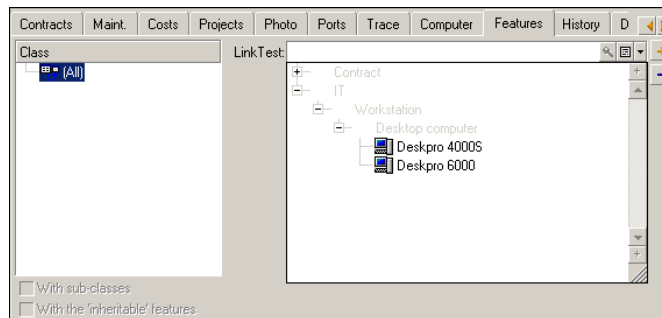 Contracts Maint. Costs Projects Photo Ports Trace Computer Features History D
Class
(All)
LinkTest:
Contract
IT
Workstation
Desktop computer
Deskpro 4000S
Deskpro 6000
With sub-classes
With the 'inheritable' features